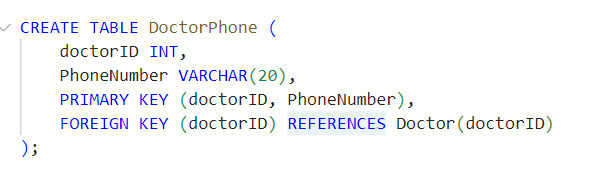 CREATE TABLE DoctorPhone (
doctorID INT,
PhoneNumber VARCHAR(20),
PRIMARY KEY (doctorID, PhoneNumber),
FOREIGN KEY (doctorID) REFERENCES Doctor(doctorID)
);